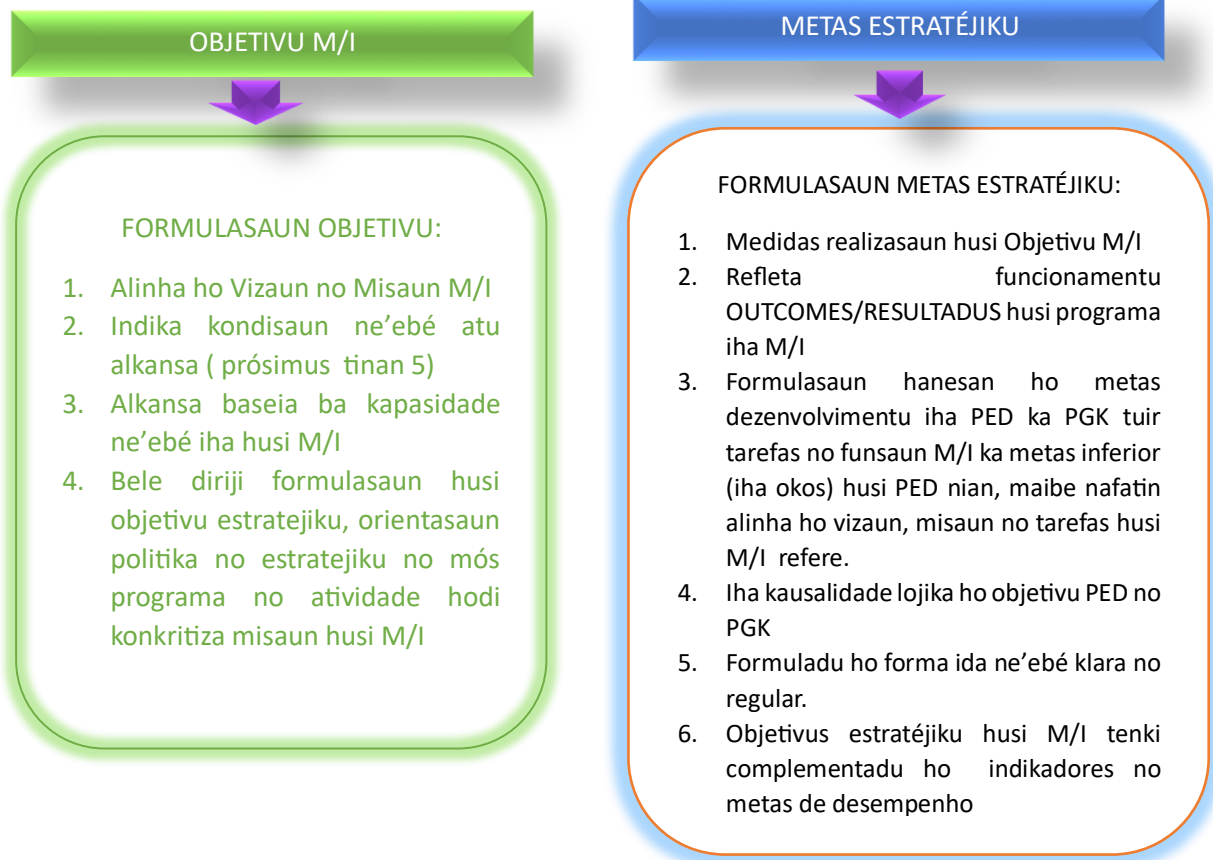 OBJETIVU M/I
FORMULASAUN OBJETIVU:
1. Alinha ho Vizaun no Misaun M/I
2. Indika kondisaun ne’ebé atu
alkansa ( prósimus tinan 5)
3. Alkansa baseia ba kapasidade
ne’ebé iha husi M/I
4. Bele diriji formulasaun husi
objetivu estratejiku, orientasaun
politika no estratejiku no mós
programa no atividade hodi
konkritiza misaun husi M/I
METAS ESTRATÉJIKU
FORMULASAUN METAS ESTRATÉJIKU:
1. Medidas realizasaun husi Objetivu M/I
2. Refleta funcionamentu
OUTCOMES/RESULTADUS husi programa
iha M/I
3. Formulasaun hanesan ho metas
dezenvolvimentu iha PED ka PGK tuir
tarefas no funsaun M/I ka metas inferior
(iha okos) husi PED nian, maibe nafatin
alinha ho vizaun, misaun no tarefas husi
M/I refere.
4. Iha kausalidade lojika ho objetivu PED no
PGK
5. Formuladu ho forma ida ne’ebé klara no
regular.
6. Objetivus estratéjiku husi M/I tenki
complementadu ho indikadores no
metas de desempenho